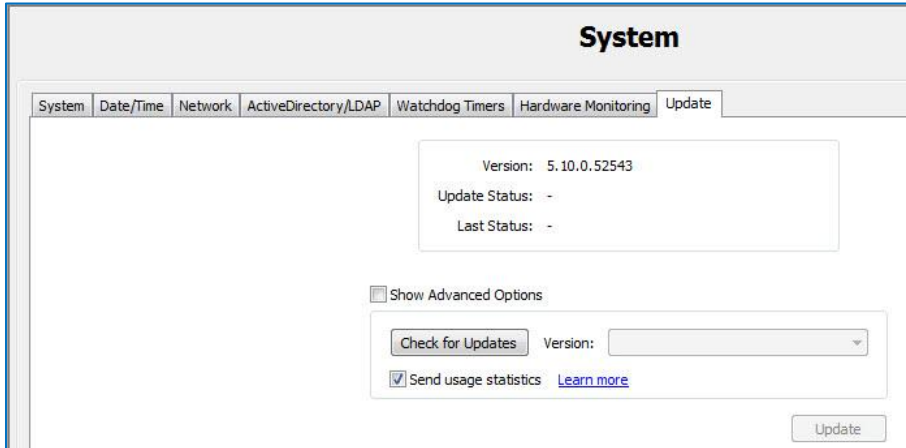 System
System Date/Time Network ActiveDirectory/LDAP Watchdog Timers Hardware Monitoring Update
Version: 5.10.0.52543
Update Status: -
Last Status: -
Show Advanced Options
Check for Updates Version:
Send usage statistics Learn more
Update